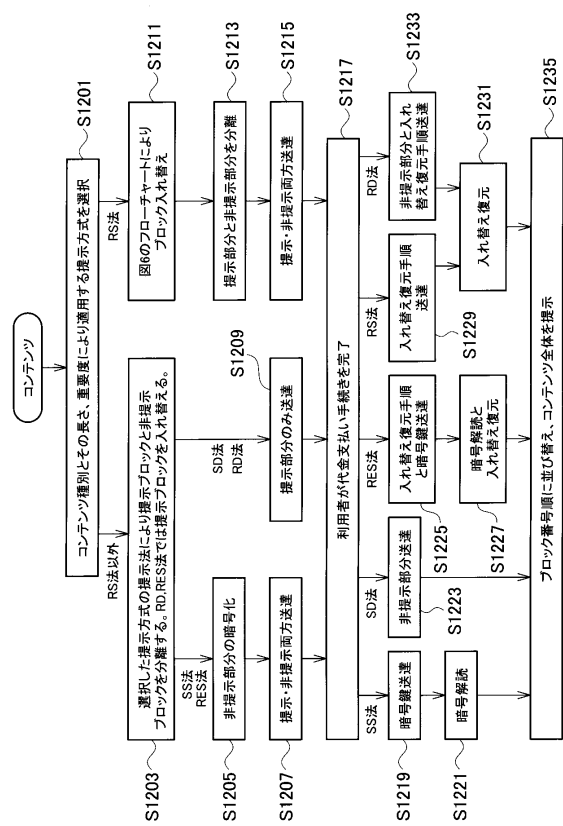 コンテンツ
コンテンツ種別とその長さ、重要度により適用する提示方式を選択
S1201
RS法以外
RS法
選択した提示方式の提示法により提示ブロックと非提示
ブロックを分離する。RD,RES法では提示ブロックを入れ替える。
S1203
図6のフローチャートにより
ブロック入れ替え
S1211
SS法
RES法
SD法
RD法
非提示部分の暗号化
S1205
提示部分と非提示部分を分離
S1213
提示・非提示両方送達
S1207
提示部分のみ送達
S1209
提示・非提示両方送達
S1215
利用者が代金支払い手続きを完了
S1217
SS法
SD法
RES法
RS法
RD法
暗号鍵送達
S1219
非提示部分送達
S1223
入れ替え復元手順
と暗号鍵送達
S1225
入れ替え復元手順
送達
S1229
非提示部分と入れ
替え復元手順送達
S1233
暗号解読
S1221
暗号解読と
入れ替え復元
S1227
入れ替え復元
S1231
ブロック番号順に並び替え、コンテンツ全体を提示
S1235